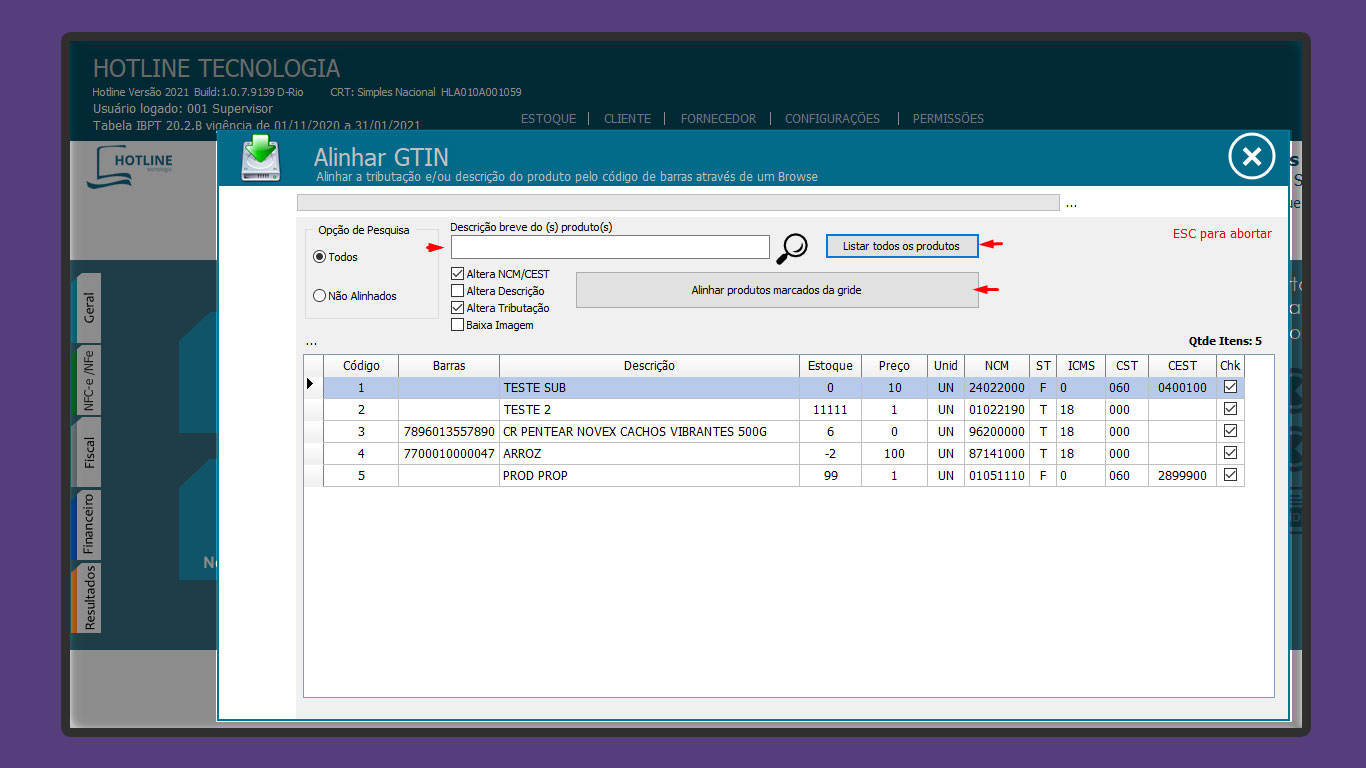 HOTLINE TECNOLOGIA
Hotline Versão 2021 Build:1.0.7.9139 D-Rio CRT: Simples Nacional HLA010A001059
Usuário logado: 001 Supervisor
Tabela IBPT 20.2.B vigência de 01/11/2020 a 31/01/2021
ESTOQUE | CLIENTE | FORNECEDOR | CONFIGURAÇÕES | PERMISSÕES
HOTLINE
tecnologia
Alinhar GTIN
Alinhar a tributação e/ou descrição do produto pelo código de barras através de um Browse
...
Opção de Pesquisa
Todos
Não Alinhados
Descrição breve do (s) produto(s)
Listar todos os produtos
ESC para abortar
Altera NCM/CEST
Altera Descrição
Altera Tributação
Baixa Imagem
Alinhar produtos marcados da gride
...
Qtde Itens: 5
Código Barras Descrição Estoque Preço Unid NCM ST ICMS CST CEST Chk
1 TESTE SUB 0 10 UN 24022000 F 0 060 0400100
2 TESTE 2 11111 1 UN 01022190 T 18 000
3 7896013557890 CR PENTEAR NOVEX CACHOS VIBRANTES 500G 6 0 UN 96200000 T 18 000
4 7700010000047 ARROZ -2 100 UN 87141000 T 18 000
5 PROD PROP 99 1 UN 01051110 F 0 060 2899900
Geral
NFC-e /NFe
Fiscal
Financeiro
Resultados